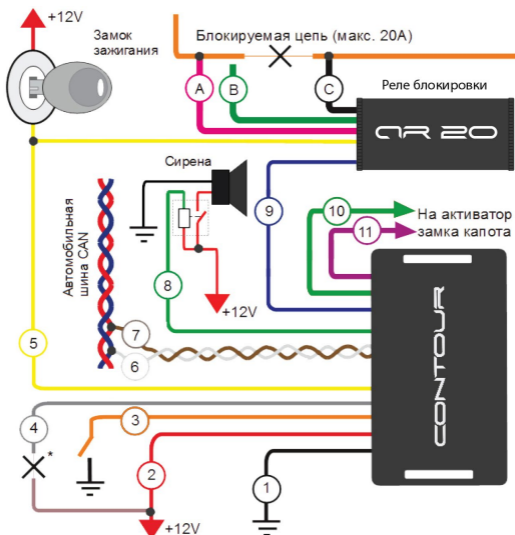 +12V
Замок
зажигания
Блокируемая цепь (макс. 20А)
A
B
C
Реле блокировки
AR 20
Сирена
Автомобильная
шина CAN
9
10
На активатор
замка капота
11
8
+12V
7
6
5
CONTOUR
4
*
3
2
1
+12V